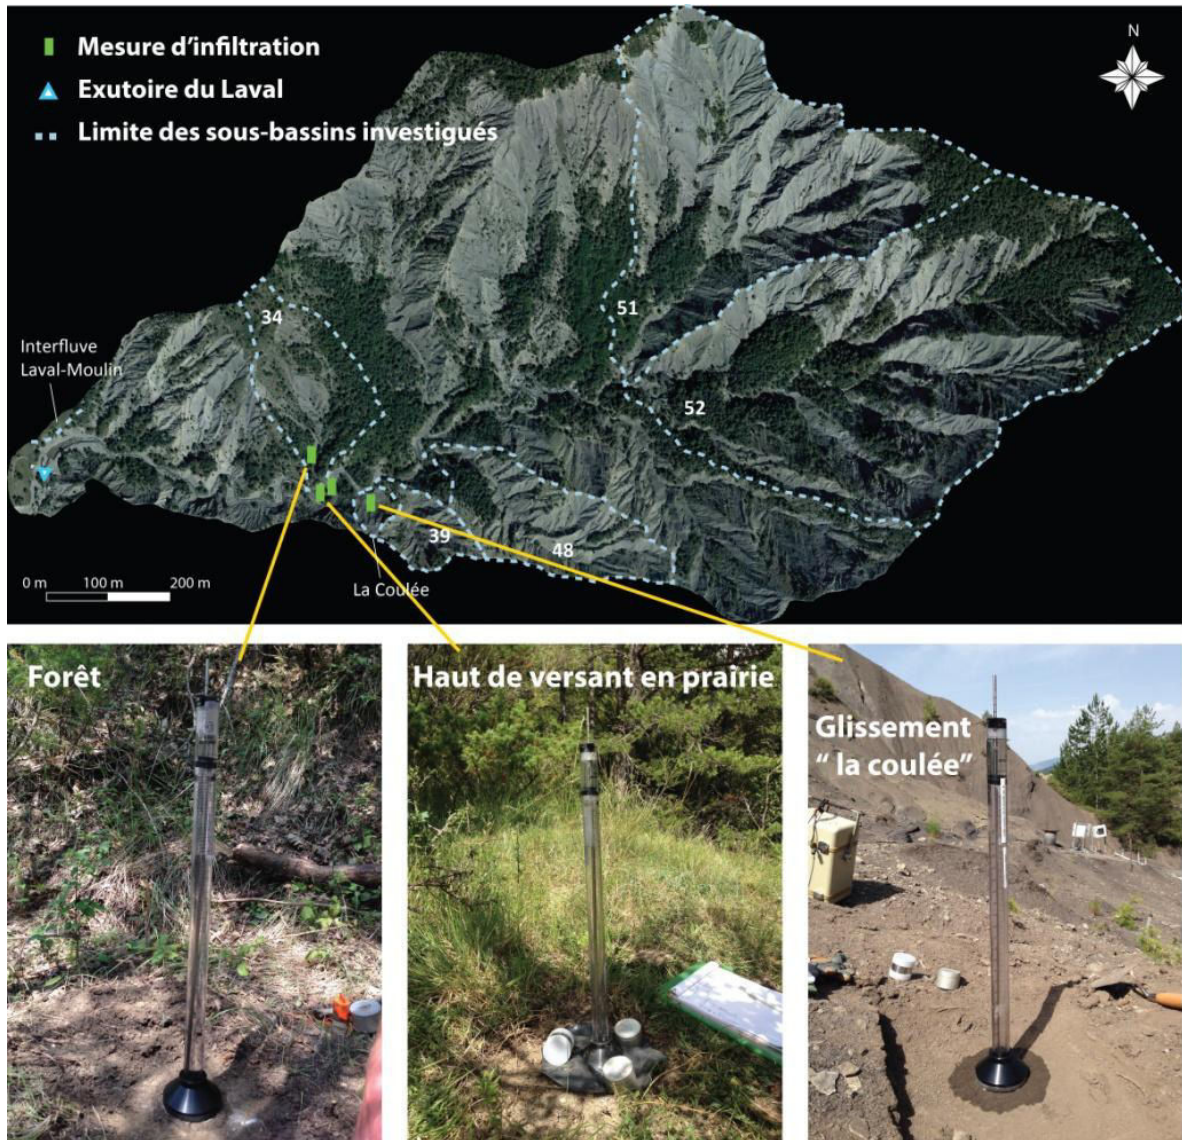 Mesure d'infiltration
Exutoire du Laval
Limite des sous-bassins investigués
N
51
34
Interfluve
Laval-Moulin
52
39
48
La Coulée
0 m 100 m 200 m
Forêt
Haut de versant en prairie
Glissement
“ la coulée”